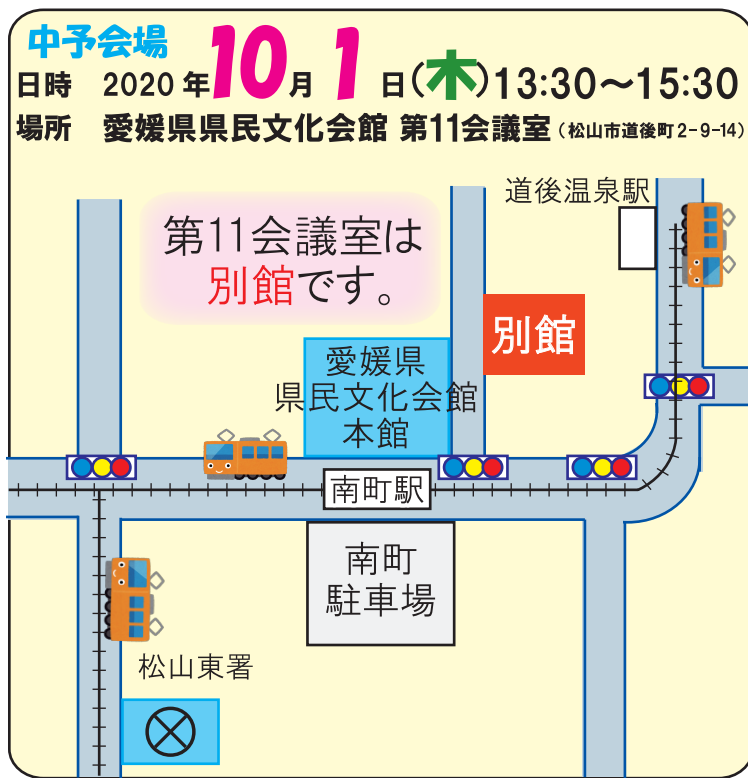 中予会場
日時 2020年10月1日(木)13:30~15:30
場所 愛媛県県民文化会館 第11会議室(松山市道後町2-9-14)
道後温泉駅
第11会議室は
別館です。
別館
愛媛県
県民文化会館
本館
南町駅
南町
駐車場
松山東署